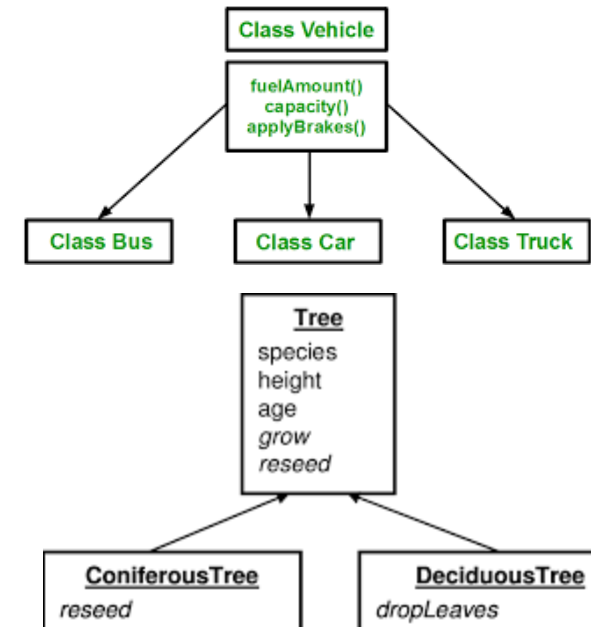 Class Vehicle
fuelAmount()
capacity()
applyBrakes()
Class Bus
Class Car
Class Truck
Tree
species
height
age
grow
reseed
ConiferousTree
reseed
DeciduousTree
dropLeaves